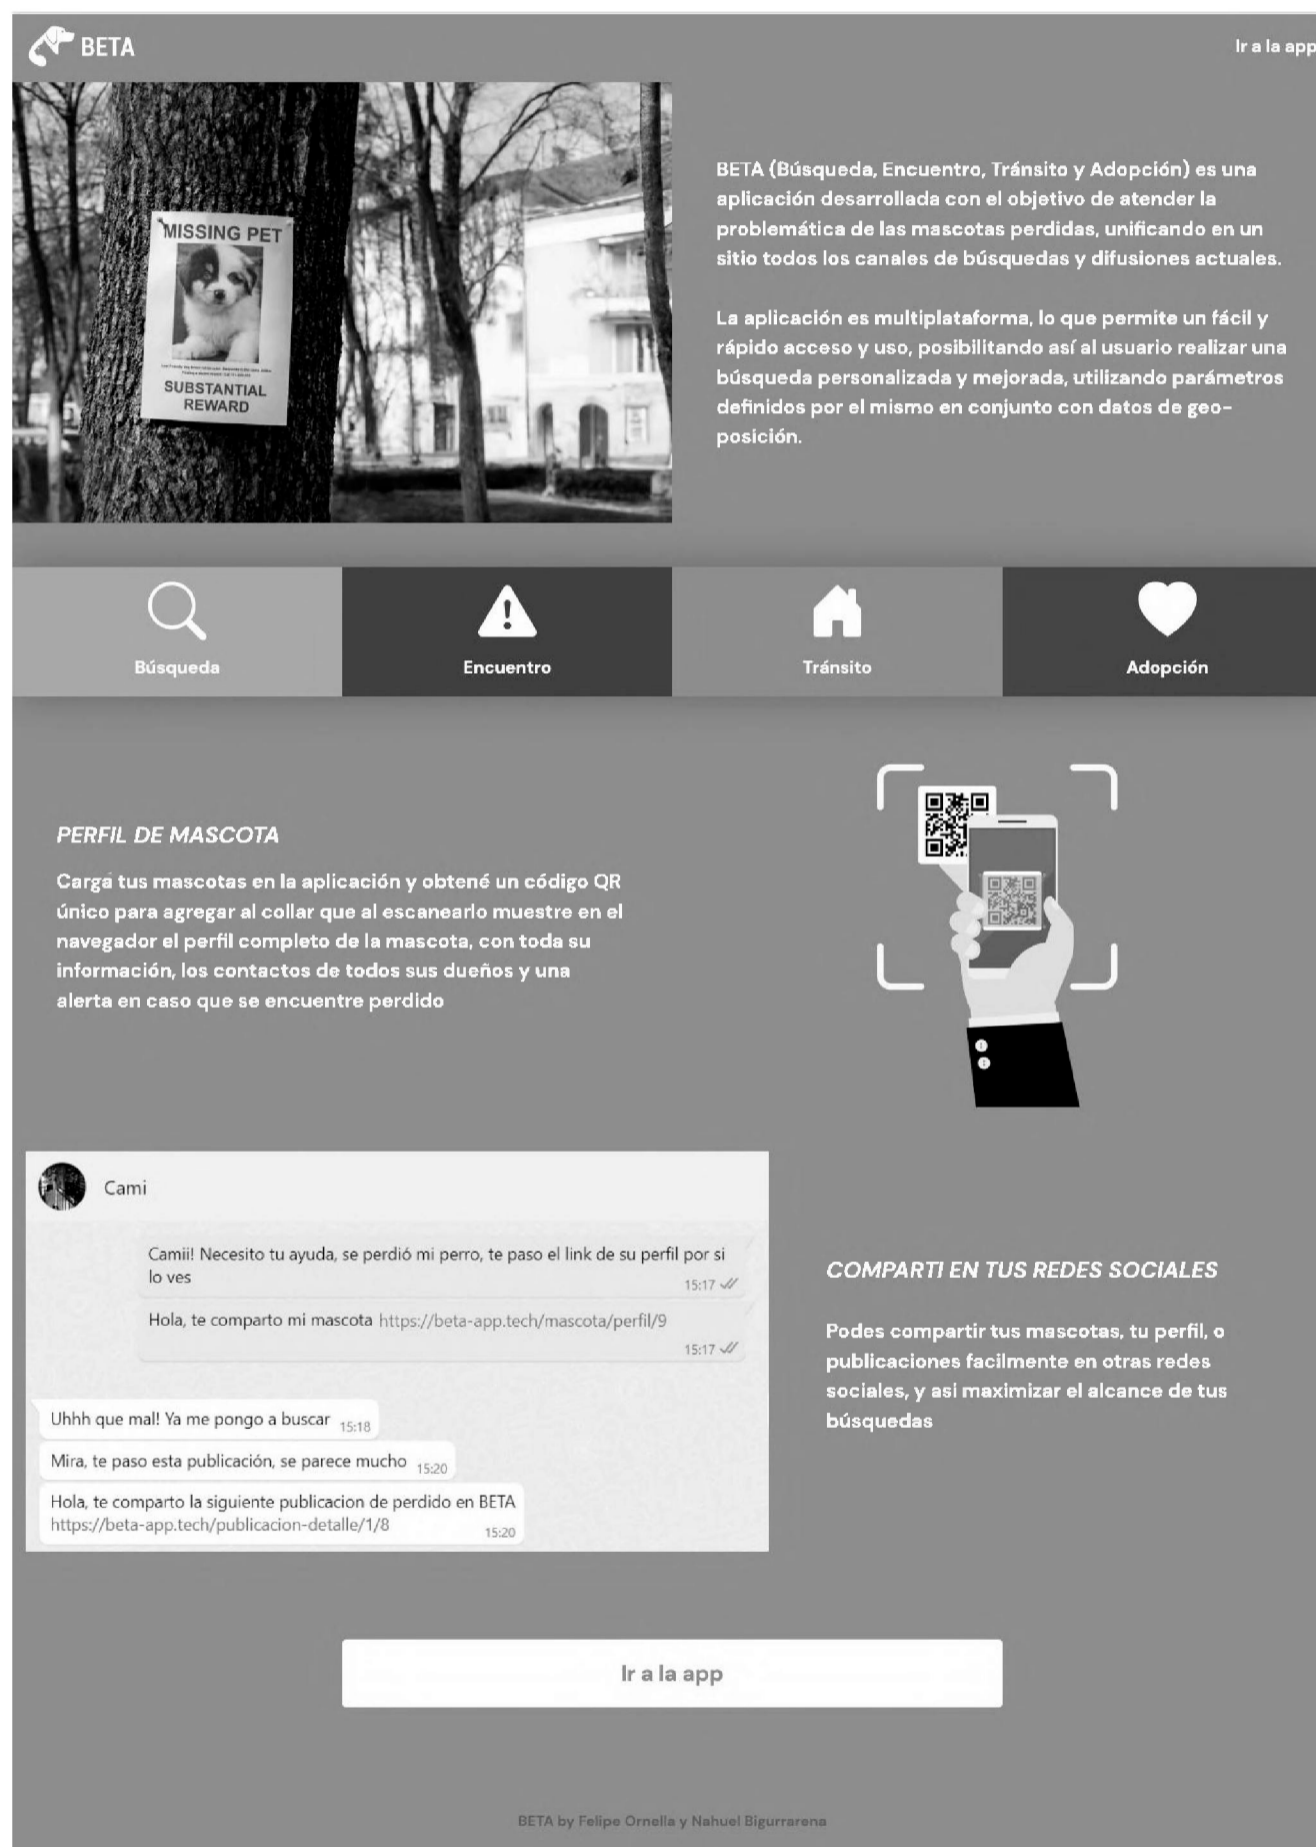 BETA
Ir a la app
MISSING PET
SUBSTANTIAL
REWARD
BETA (Búsqueda, Encuentro, Tránsito y Adopción) es una
aplicación desarrollada con el objetivo de atender la
problemática de las mascotas perdidas, unificando en un
sitio todos los canales de búsquedas y difusiones actuales.
La aplicación es multiplataforma, lo que permite un fácil y
rápido acceso y uso, posibilitando así al usuario realizar una
búsqueda personalizada y mejorada, utilizando parámetros
definidos por el mismo en conjunto con datos de geo-
posición.
Búsqueda
Encuentro
Tránsito
Adopción
PERFIL DE MASCOTA
Cargá tus mascotas en la aplicación y obtené un código QR
único para agregar al collar que al escanearlo muestre en el
navegador el perfil completo de la mascota, con toda su
información, los contactos de todos sus dueños y una
alerta en caso que se encuentre perdido
Cami
Camii! Necesito tu ayuda, se perdió mi perro, te paso el link de su perfil por si
lo ves
15:17
Hola, te comparto mi mascota https://beta-app.tech/mascota/perfil/9
15:17
Uhhh que mal! Ya me pongo a buscar 15:18
Mira, te paso esta publicación, se parece mucho 15:20
Hola, te comparto la siguiente publicacion de perdido en BETA
https://beta-app.tech/publicacion-detalle/1/8 15:20
COMPARTI EN TUS REDES SOCIALES
Podes compartir tus mascotas, tu perfil, o
publicaciones facilmente en otras redes
sociales, y asi maximizar el alcance de tus
búsquedas
Ir a la app
BETA by Felipe Ornella y Nahuel Bigurrarena